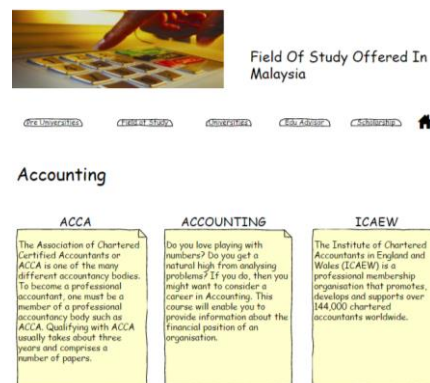 Field Of Study Offered In
Malaysia
Pre Universities
Field of Study
Universities
Edu Advisor
Scholarship
Accounting
ACCA
The Association of Chartered
Certified Accountants or
ACCA is one of the many
different accountancy bodies.
To become a professional
accountant, one must be a
member of a professional
accountancy body such as
ACCA. Qualifying with ACCA
usually takes about three
years and comprises a
number of papers.
ACCOUNTING
Do you love playing with
numbers? Do you get a
natural high from analysing
problems? If you do, then you
might want to consider a
career in Accounting. This
course will enable you to
provide information about the
financial position of an
organisation.
ICAEW
The Institute of Chartered
Accountants in England and
Wales (ICAEW) is a
professional membership
organisation that promotes,
develops and supports over
144,000 chartered
accountants worldwide.